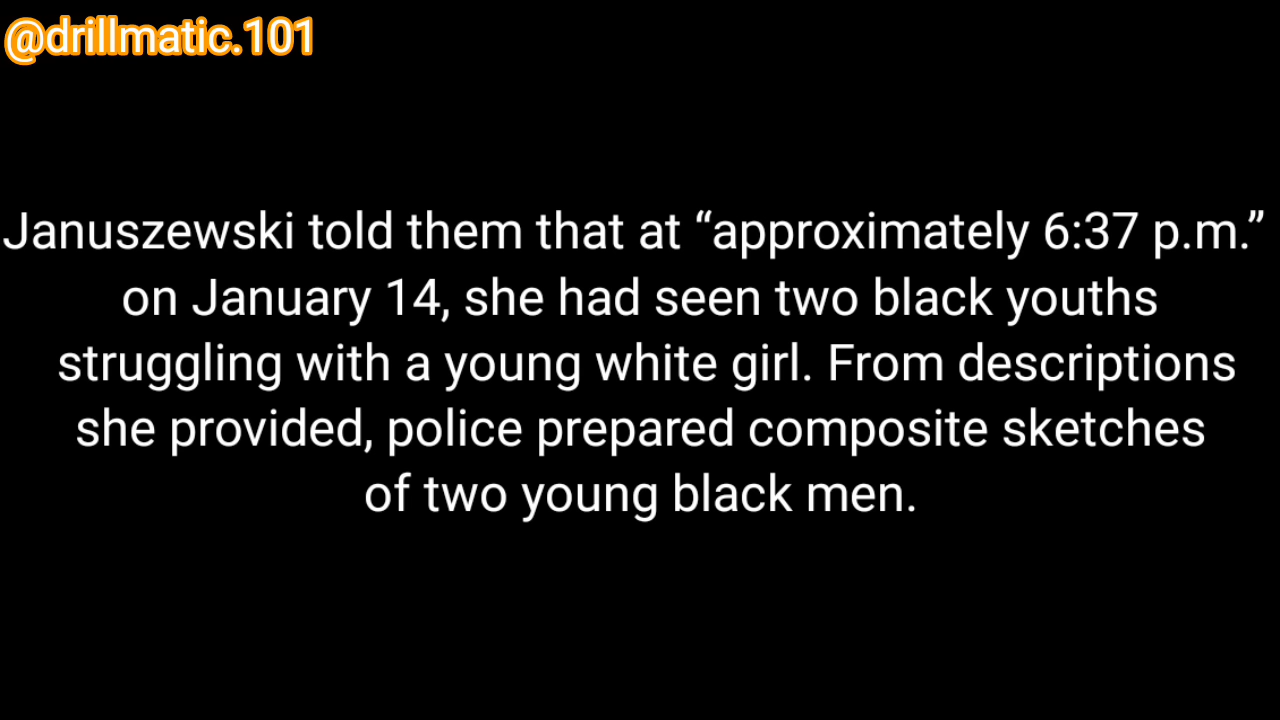 @drillmatic.101
Januszewski told them that at “approximately 6:37 p.m.”
on January 14, she had seen two black youths
struggling with a young white girl. From descriptions
she provided, police prepared composite sketches
of two young black men.